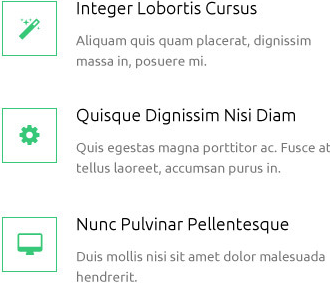 Integer Lobortis Cursus
Aliquam quis quam placerat, dignissim
massa in, posuere mi.
Quisque Dignissim Nisi Diam
Quis egestas magna porttitor ac. Fusce at
tellus laoreet, accumsan purus in.
Nunc Pulvinar Pellentesque
Duis mollis nisi sit amet dolor malesuada
hendrerit.